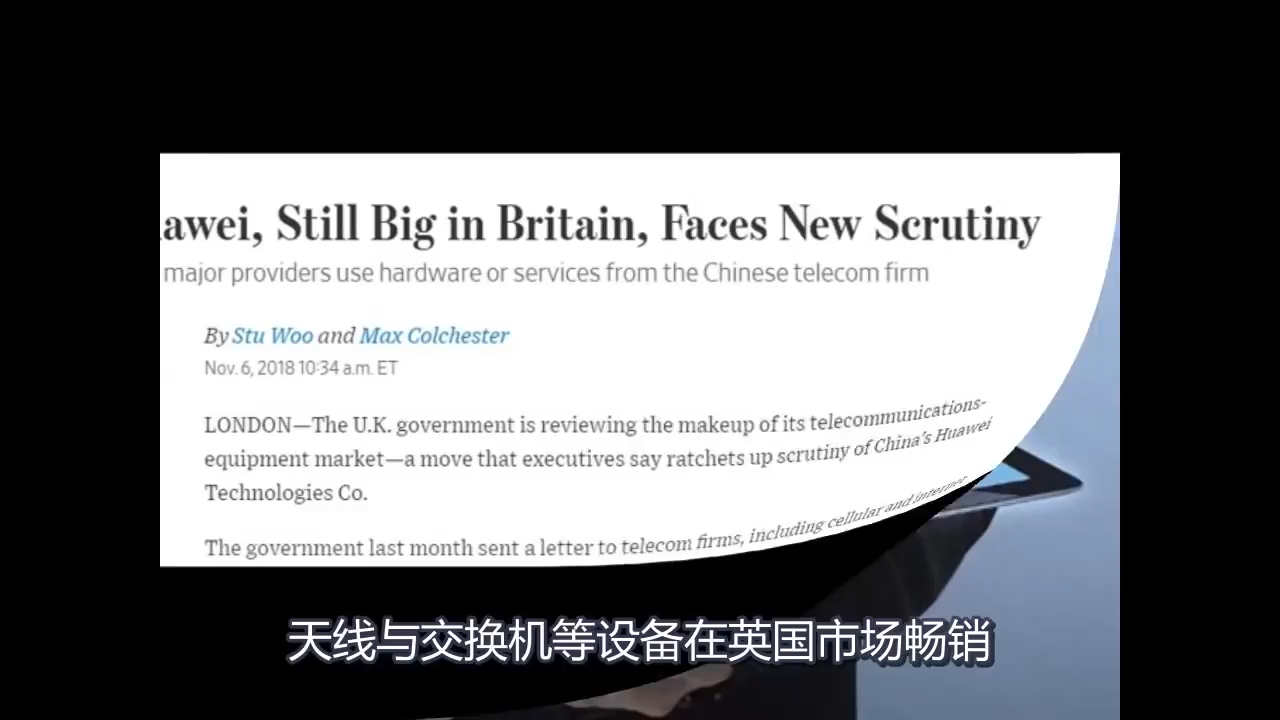 awei, Still Big in Britain, Faces New Scrutiny
major providers use hardware or services from the Chinese telecom firm
By Stu Woo and Max Colchester
Nov. 6, 2018 10:34 a.m. ET
LONDON—The U.K. government is reviewing the makeup of its telecommunications-
equipment market—a move that executives say ratchets up scrutiny of China's Huawei
Technologies Co.
The government last month sent a letter to telecom firms, including cellular and internet
天线与交换机等设备在英国市场畅销